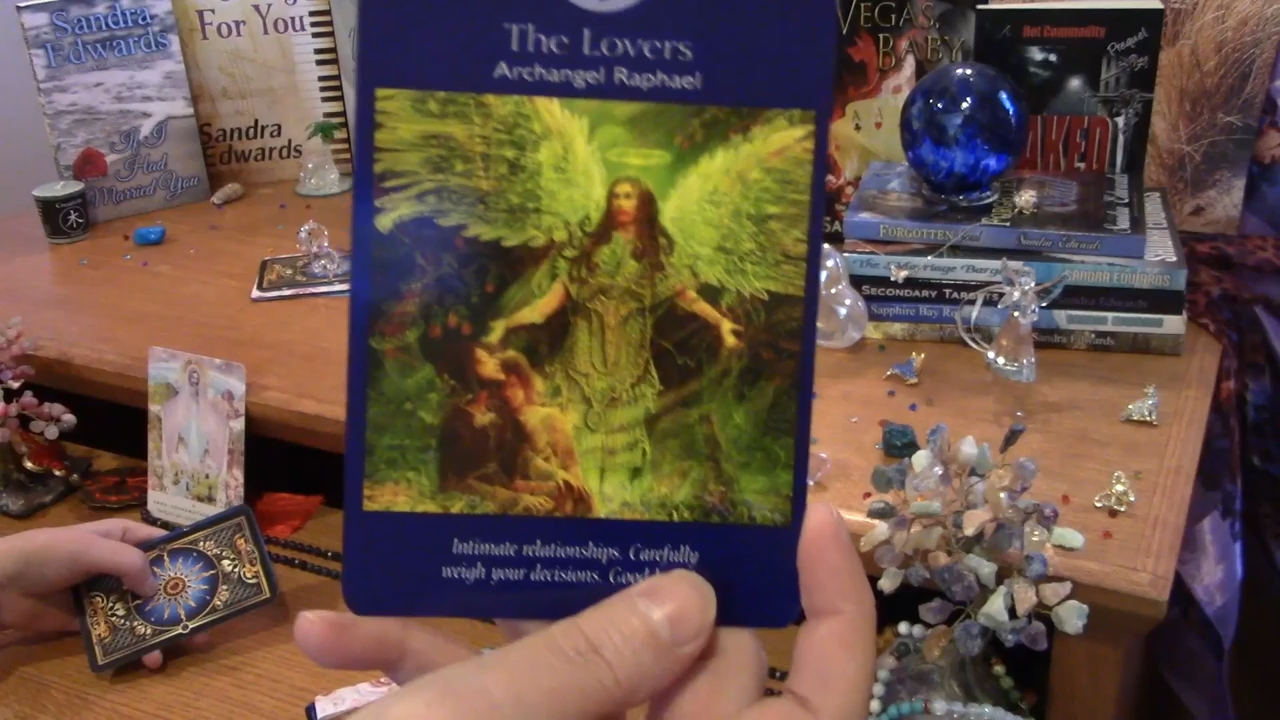 Sandra
Edwards
If I
Had
Married You
For You
Sandra
Edwards
The Lovers
Archangel Raphael
Intimate relationships. Carefully
weigh your decisions. Good
VEGAS,
BABY
Hot Commodity
Prequel
Creation
木
FORGOTTEN
Sandra Edwards
The Marriage
SANDRA EDWARDS
SECONDARY TARGETS
Sandra Edwards
Sapphire Bay
Sandra Edwards